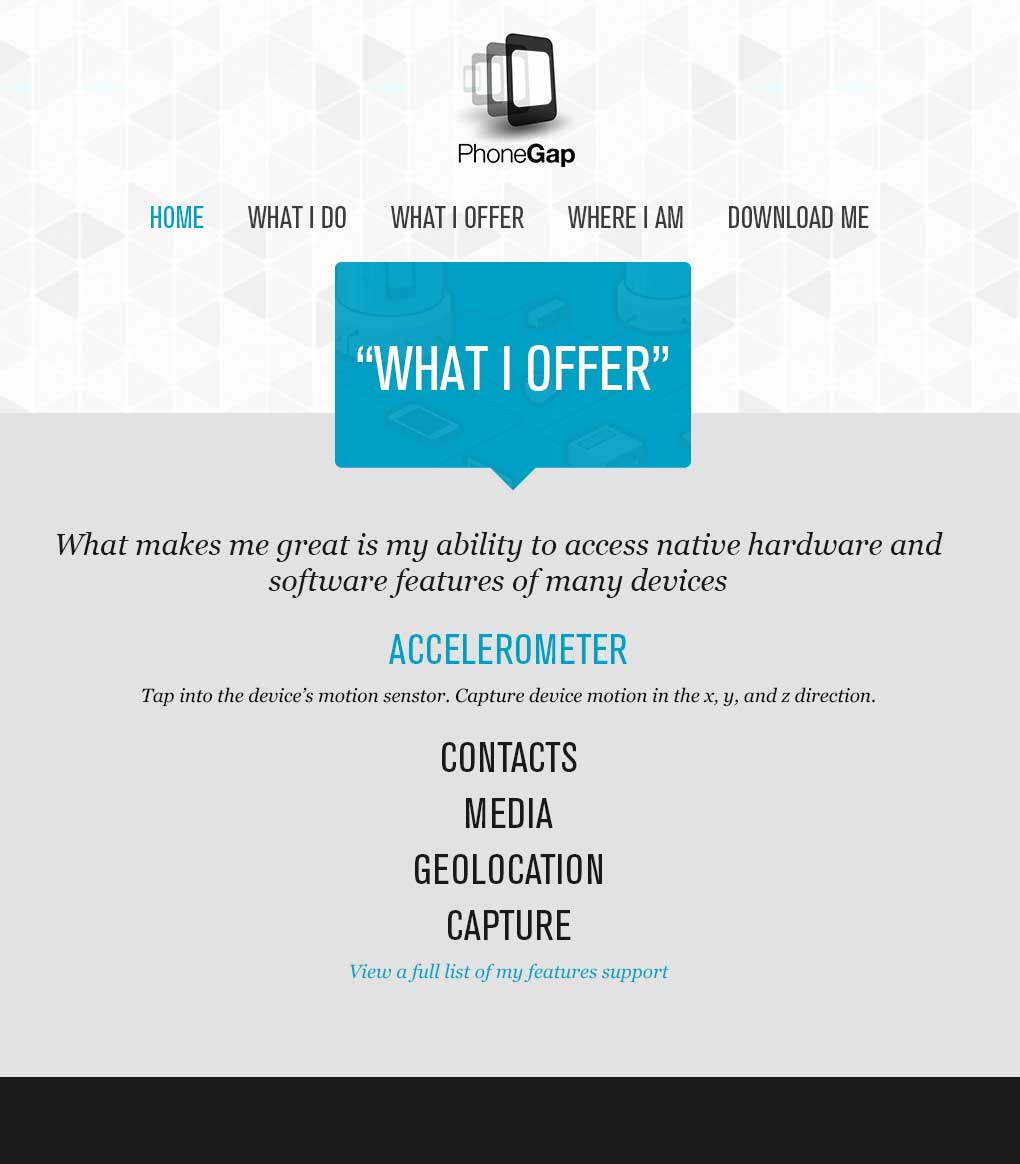 PhoneGap
HOME WHAT I DO WHAT I OFFER WHERE I AM DOWNLOAD ME
“WHAT I OFFER”
What makes me great is my ability to access native hardware and
software features of many devices
ACCELEROMETER
Tap into the device’s motion senstor. Capture device motion in the x, y, and z direction.
CONTACTS
MEDIA
GEOLOCATION
CAPTURE
View a full list of my features support